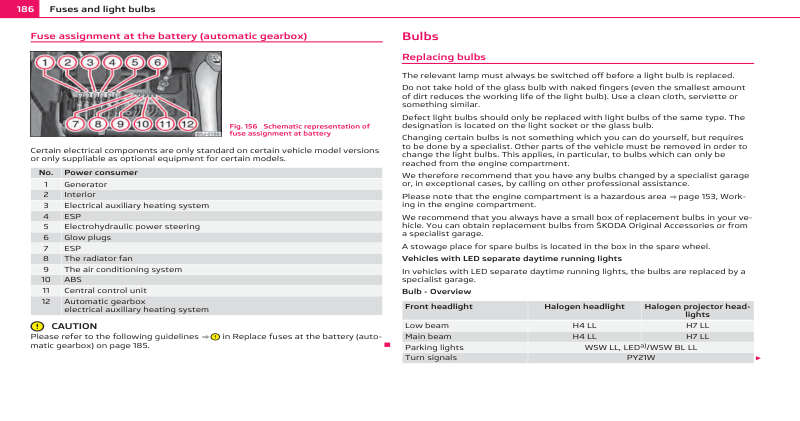 186 Fuses and light bulbs
Fuse assignment at the battery (automatic gearbox)
1 2 3 4 5 6
7 8 9 10 11 12
Fig. 156 Schematic representation of
fuse assignment at battery
Certain electrical components are only standard on certain vehicle model versions
or only suppliable as optional equipment for certain models.
No. Power consumer
1 Generator
2 Interior
3 Electrical auxiliary heating system
4 ESP
5 Electrohydraulic power steering
6 Glow plugs
7 ESP
8 The radiator fan
9 The air conditioning system
10 ABS
11 Central control unit
12 Automatic gearbox
electrical auxiliary heating system
CAUTION
Please refer to the following guidelines ⇒ in Replace fuses at the battery (auto-
matic gearbox) on page 185.
Bulbs
Replacing bulbs
The relevant lamp must always be switched off before a light bulb is replaced.
Do not take hold of the glass bulb with naked fingers (even the smallest amount
of dirt reduces the working life of the light bulb). Use a clean cloth, serviette or
something similar.
Defect light bulbs should only be replaced with light bulbs of the same type. The
designation is located on the light socket or the glass bulb.
Changing certain bulbs is something which you can do yourself, but requires
to be done by a specialist. Other parts of the vehicle must be removed in order to
change the light bulbs. This applies, in particular, to bulbs which can only be
reached from the engine compartment.
We therefore recommend that you have any bulbs changed by a specialist garage
or, in exceptional cases, by calling on other professional assistance.
Please note that the engine compartment is a hazardous area ⇒ page 153, Work-
ing in the engine compartment.
We recommend that you always have a small box of replacement bulbs in your ve-
hicle. You can obtain replacement bulbs from ŠKODA Original Accessories or from
a specialist garage.
A stowage place for spare bulbs is located in the box in the spare wheel.
Vehicles with LED separate daytime running lights
In vehicles with LED separate daytime running lights, the bulbs are replaced by a
specialist garage.
Bulb - Overview
Front headlight Halogen headlight Halogen projector head-
lights
Low beam H4 LL H7 LL
Main beam H4 LL H7 LL
Parking lights W5W LL, LEDa)/W5W BL LL
Turn signals PY21W